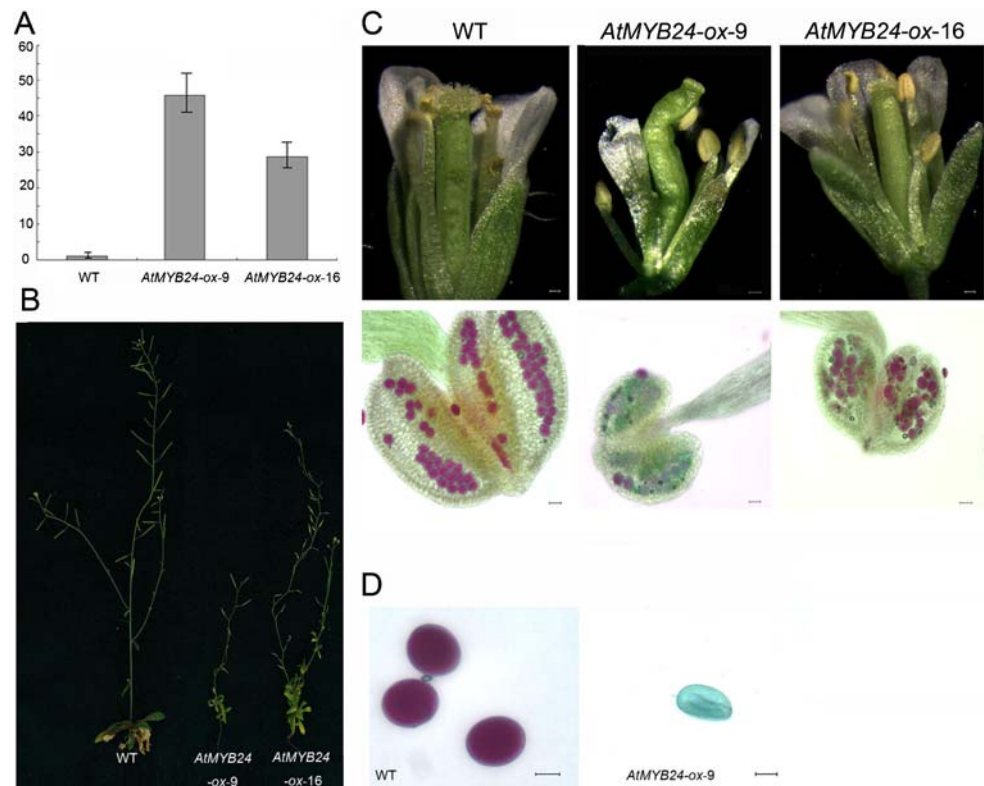 A
60
50
40
30
20
10
0
WT
AtMYB24-ox-9
AtMYB24-ox-16
B
WT
AtMYB24
-ox-9
AtMYB24
-ox-16
C
WT
AtMYB24-ox-9
AtMYB24-ox-16
D
WT
AtMYB24-ox-9